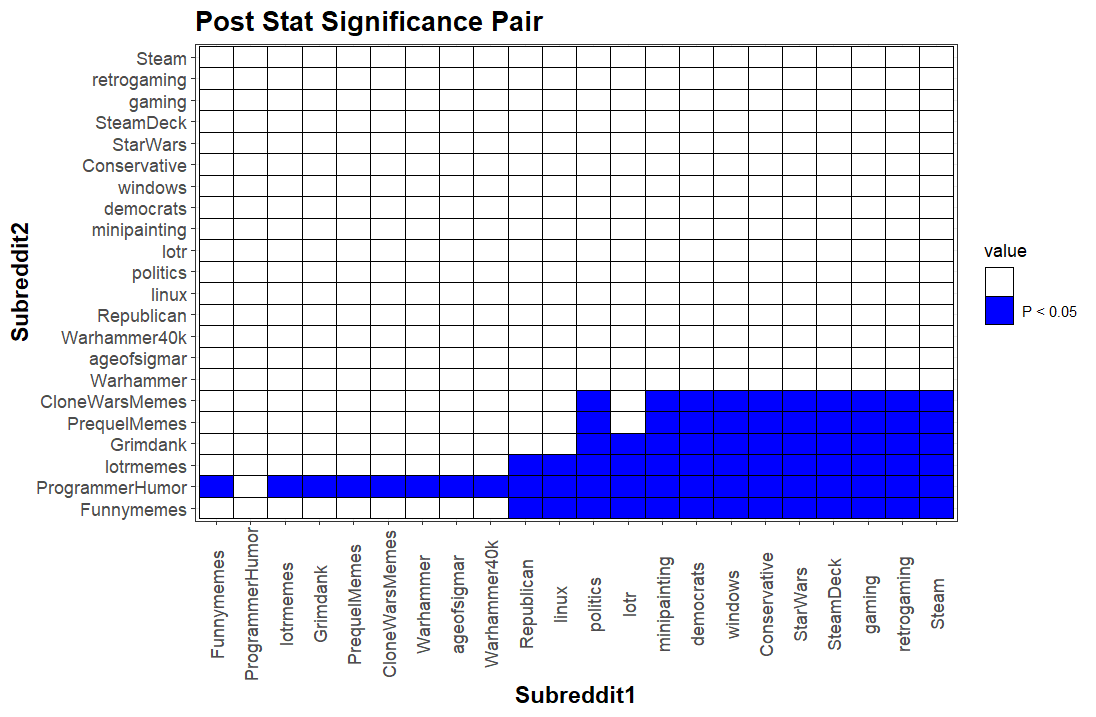 Post Stat Significance Pair
Subreddit2
Steam
retrogaming
gaming
SteamDeck
StarWars
Conservative
windows
democrats
minipainting
lotr
politics
linux
Republican
Warhammer40k
ageofsigmar
Warhammer
CloneWarsMemes
PrequelMemes
Grimdank
lotrmemes
ProgrammerHumor
Funnymemes
Funnymemes
ProgrammerHumor
lotrmemes
Grimdank
PrequelMemes
CloneWarsMemes
Warhammer
ageofsigmar
Warhammer40k
Republican
linux
politics
lotr
minipainting
democrats
windows
Conservative
StarWars
SteamDeck
gaming
retrogaming
Steam
Subreddit1
value
P < 0.05